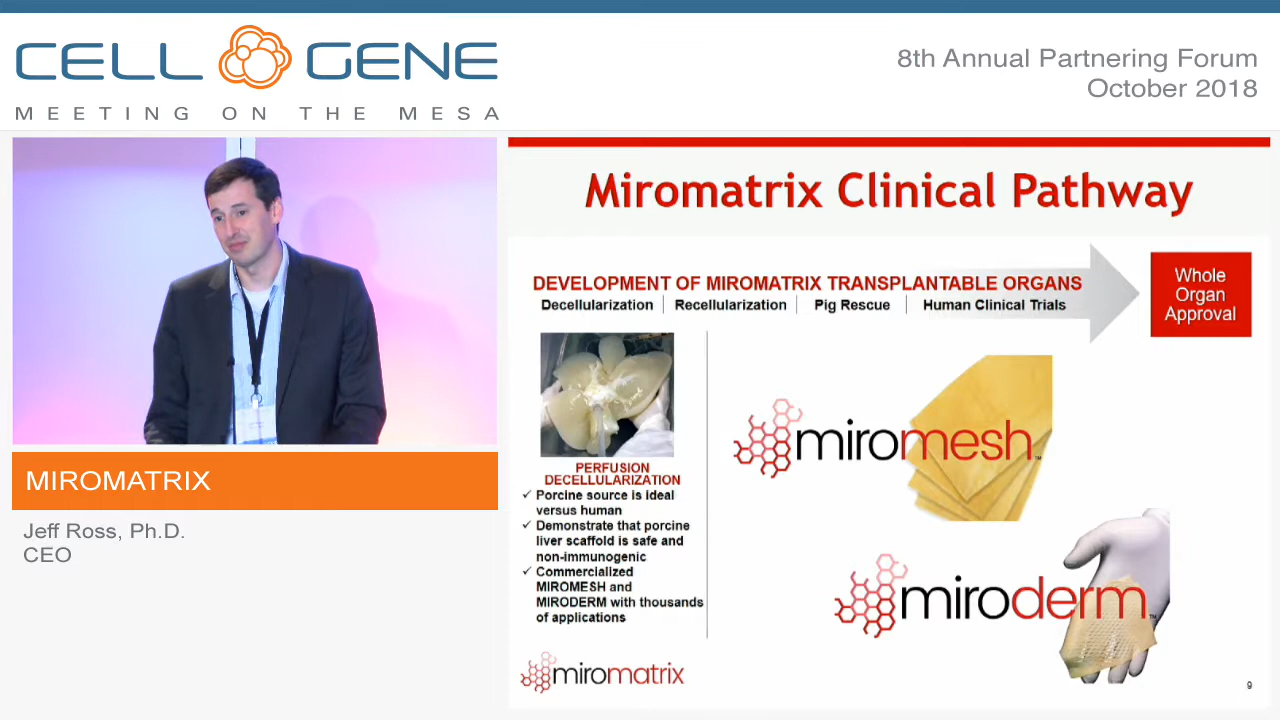 CELL GENE
MEETING ON THE MESA
8th Annual Partnering Forum
October 2018
Miromatrix Clinical Pathway
DEVELOPMENT OF MIROMATRIX TRANSPLANTABLE ORGANS
Decellularization | Recellularization | Pig Rescue | Human Clinical Trials
Whole
Organ
Approval
PERFUSION
DECELLULARIZATION
✓ Porcine source is ideal
versus human
✓ Demonstrate that porcine
liver scaffold is safe and
non-immunogenic
✓ Commercialized
MIROMESH and
MIRODERM with thousands
of applications
miromesh™
miroderm™
miromatrix
9
MIROMATRIX
Jeff Ross, Ph.D.
CEO